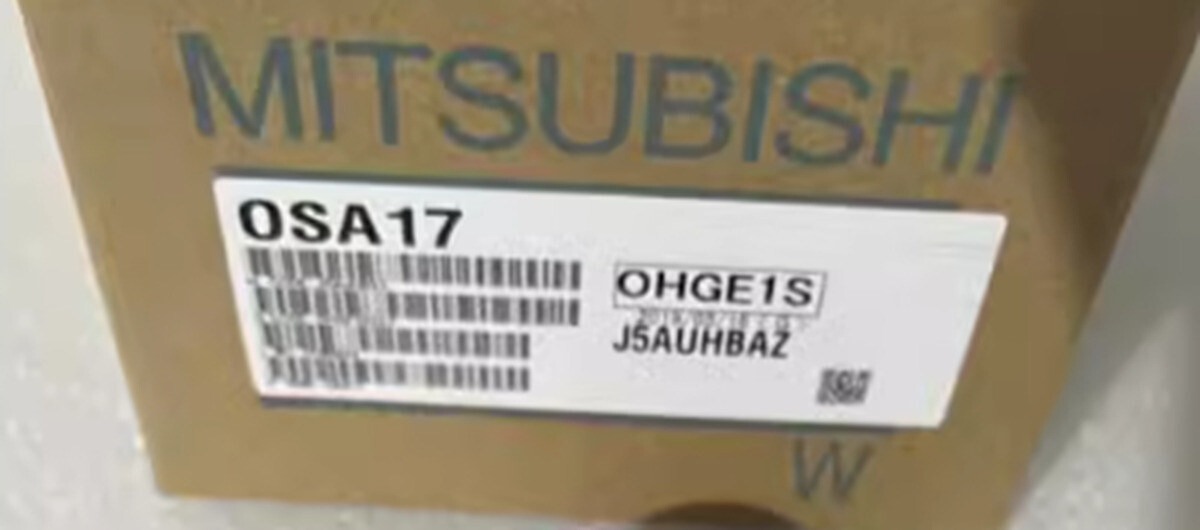 MITSUBISHI
OSA17
OHGE1S
J5AUHBAZ
W